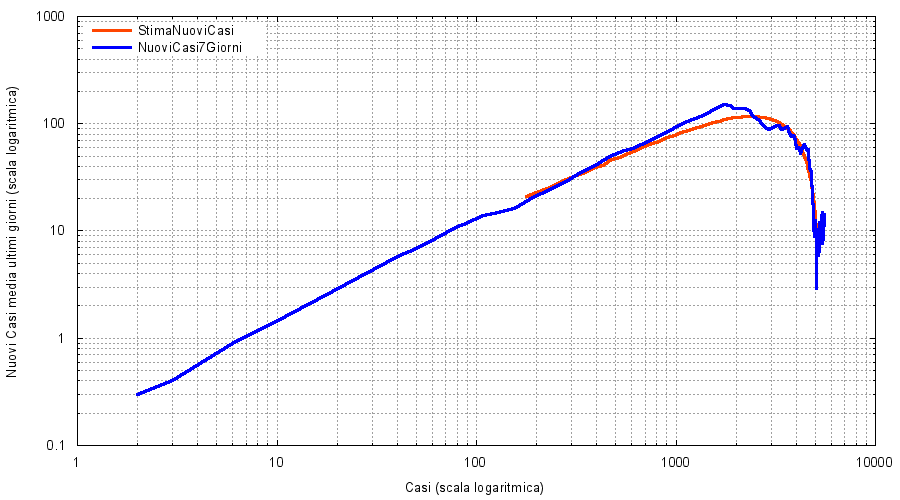 1000
StimaNuoviCasi
NuoviCasi7Giorni
100
10
1
0.1
Nuovi Casi media ultimi giorni (scala logaritmica)
1 10 100 1000 10000
Casi (scala logaritmica)